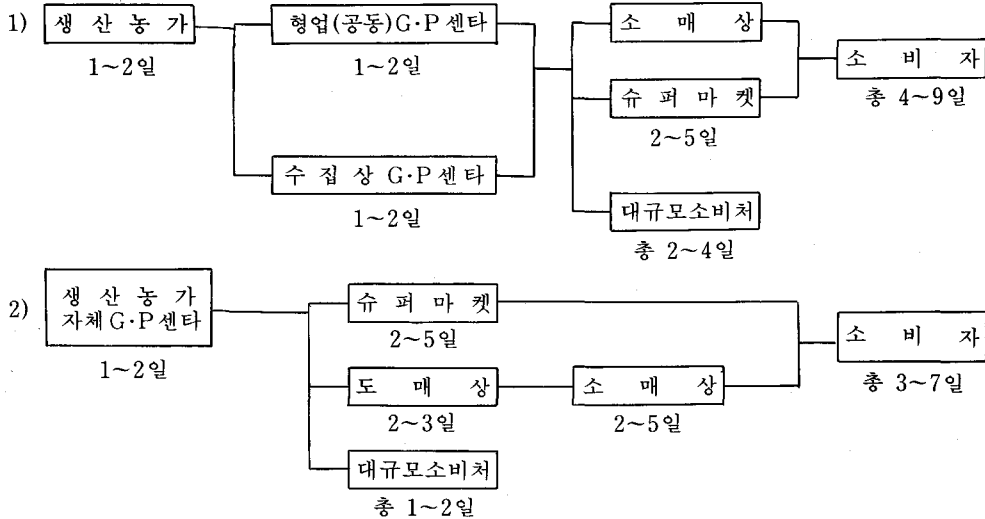 1) 생 산 농 가 형업(공동)G·P센타 소 매 상
1~2일 1~2일 소 비 자
슈 퍼 마 켓 총 4~9일
2~5일
수 집 상 G·P센타
1~2일 대규모소비처
총 2~4일
2) 생 산 농 가 슈 퍼 마 켓
자체G·P센타 2~5일 소 비 자
1~2일 총 3~7일
도 매 상 소 매 상
2~3일 2~5일
대규모소비처
총 1~2일